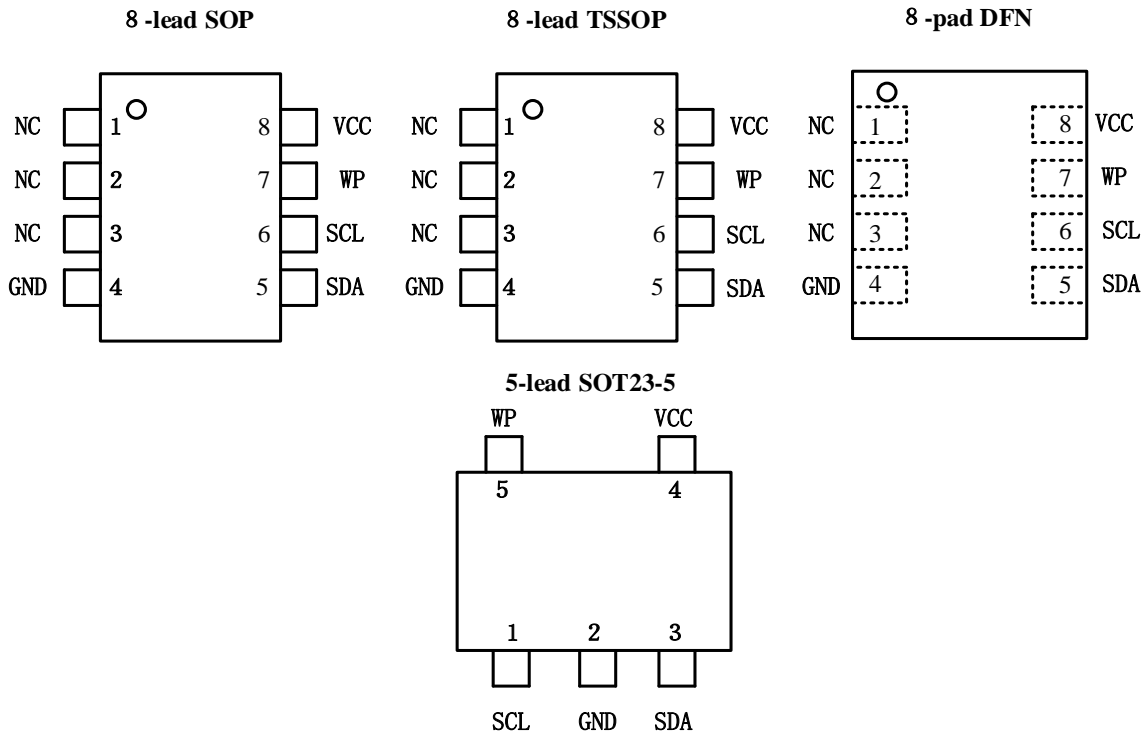 8 -lead SOP
NC 1 8 VCC
NC 2 7 WP
NC 3 6 SCL
GND 4 5 SDA
8 -lead TSSOP
NC 1 8 VCC
NC 2 7 WP
NC 3 6 SCL
GND 4 5 SDA
8 -pad DFN
NC 1 8 VCC
NC 2 7 WP
NC 3 6 SCL
GND 4 5 SDA
5-lead SOT23-5
WP VCC
5 4
1 2 3
SCL GND SDA